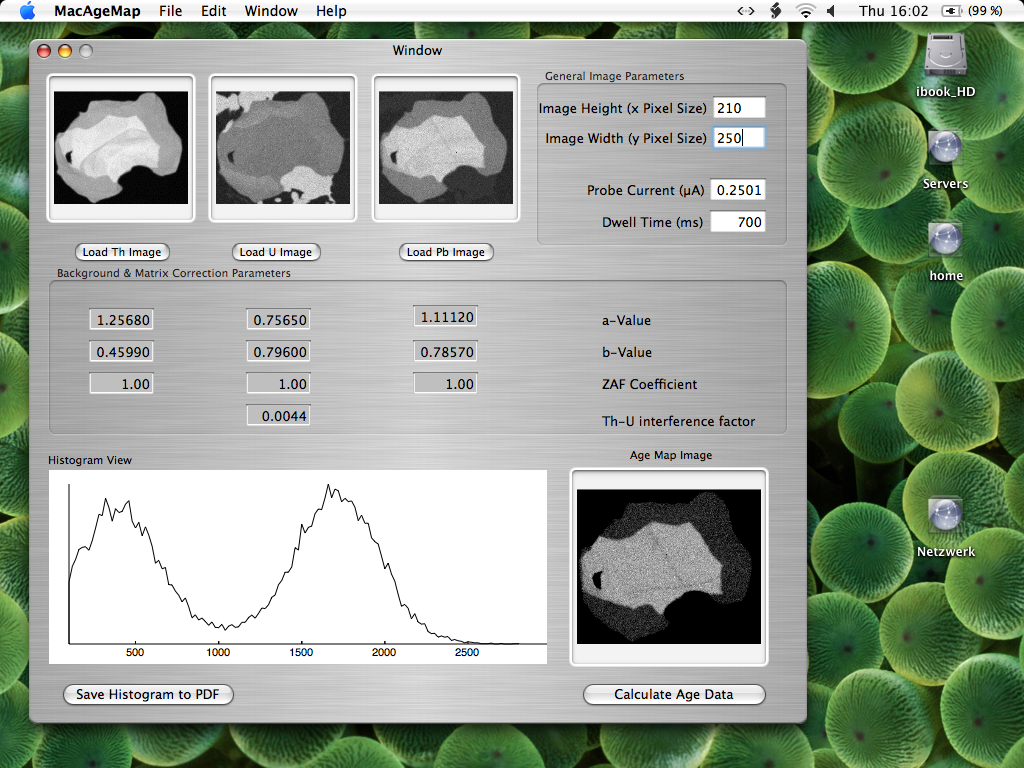 MacAgeMap File Edit Window Help Thu 16:02 (99 %)
Window
General Image Parameters
Image Height (x Pixel Size) 210
Image Width (y Pixel Size) 250
Probe Current (µA) 0.2501
Dwell Time (ms) 700
Load Th Image Load U Image Load Pb Image
Background & Matrix Correction Parameters
1.25680 0.75650 1.11120 a-Value
0.45990 0.79600 0.78570 b-Value
1.00 1.00 1.00 ZAF Coefficient
0.0044 Th-U interference factor
Histogram View
Age Map Image
500 1000 1500 2000 2500
Save Histogram to PDF
Calculate Age Data
ibook_HD
Servers
home
Netzwerk